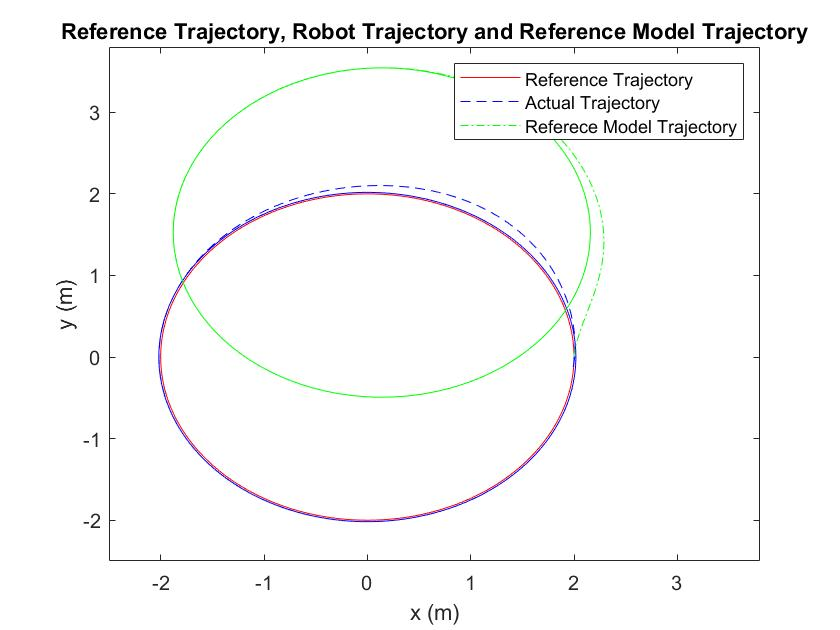 Reference Trajectory, Robot Trajectory and Reference Model Trajectory
Reference Trajectory
Actual Trajectory
Referece Model Trajectory
3
2
1
0
-1
-2
y (m)
-2 -1 0 1 2 3
x (m)